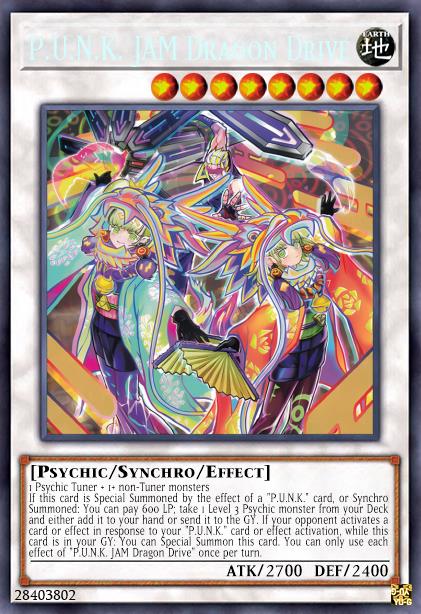 P.U.N.K. JAM Dragon Drive
EARTH
地
[Psychic/Synchro/Effect]
1 Psychic Tuner + 1+ non-Tuner monsters
If this card is Special Summoned by the effect of a "P.U.N.K." card, or Synchro
Summoned: You can pay 600 LP; take 1 Level 3 Psychic monster from your Deck
and either add it to your hand or send it to the GY. If your opponent activates a
card or effect in response to your "P.U.N.K." card or effect activation, while this
card is in your GY: You can Special Summon this card. You can only use each
effect of "P.U.N.K. JAM Dragon Drive" once per turn.
ATK/2700 DEF/2400
28403802